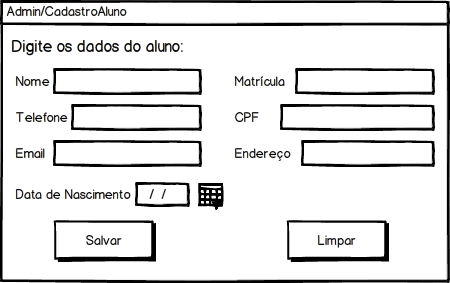 Admin/CadastroAluno
Digite os dados do aluno:
Nome Matrícula
Telefone CPF
Email Endereço
Data de Nascimento / /
Salvar Limpar